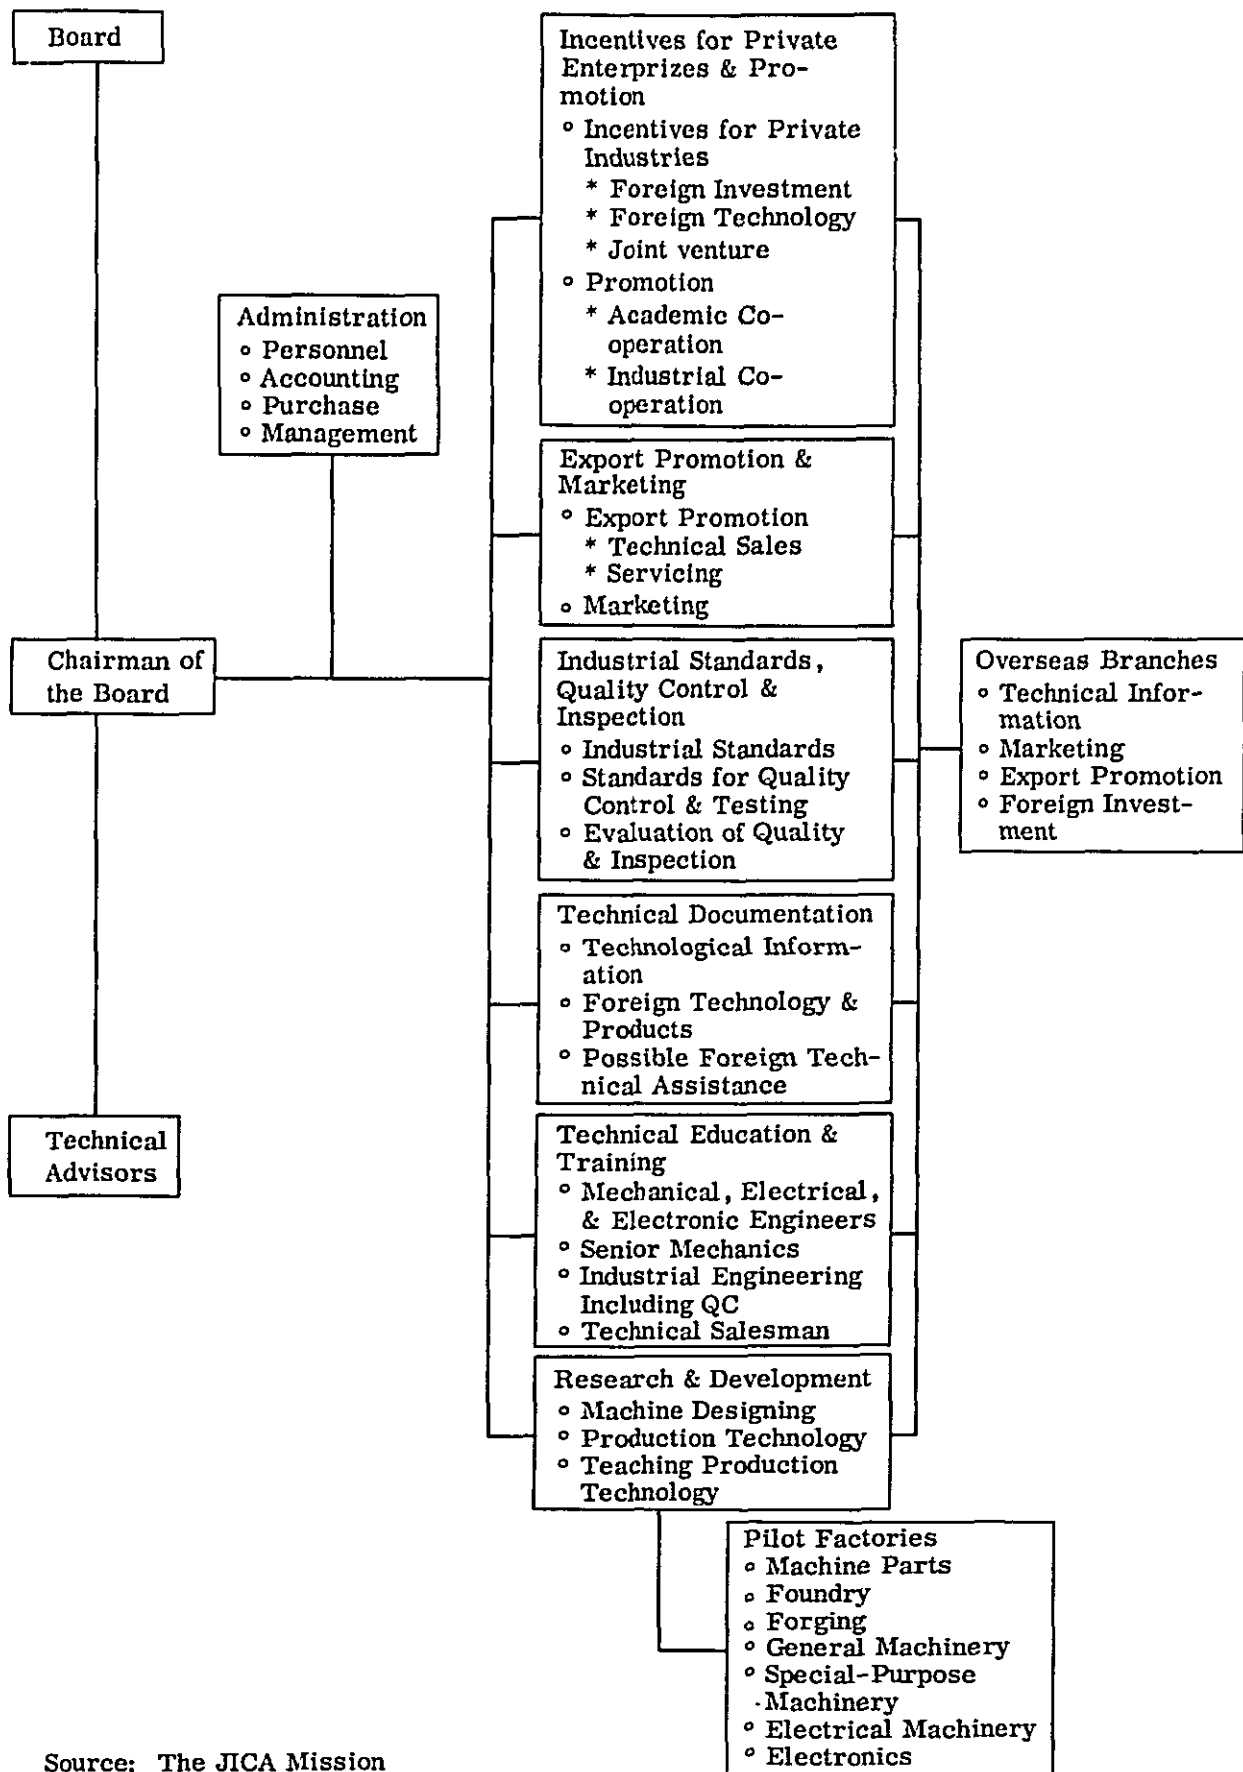 Board
Incentives for Private
Enterprizes & Pro-
motion
° Incentives for Private
Industries
* Foreign Investment
* Foreign Technology
* Joint venture
° Promotion
* Academic Co-
operation
* Industrial Co-
operation
Administration
° Personnel
° Accounting
° Purchase
° Management
Export Promotion &
Marketing
° Export Promotion
* Technical Sales
* Servicing
° Marketing
Chairman of
the Board
Industrial Standards,
Quality Control &
Inspection
° Industrial Standards
° Standards for Quality
Control & Testing
° Evaluation of Quality
& Inspection
Overseas Branches
° Technical Infor-
mation
° Marketing
° Export Promotion
° Foreign Invest-
ment
Technical Documentation
° Technological Inform-
ation
° Foreign Technology &
Products
° Possible Foreign Tech-
nical Assistance
Technical
Advisors
Technical Education &
Training
° Mechanical, Electrical,
& Electronic Engineers
° Senior Mechanics
° Industrial Engineering
Including QC
° Technical Salesman
Research & Development
° Machine Designing
° Production Technology
° Teaching Production
Technology
Pilot Factories
° Machine Parts
° Foundry
° Forging
° General Machinery
° Special-Purpose
Machinery
° Electrical Machinery
° Electronics
Source: The JICA Mission